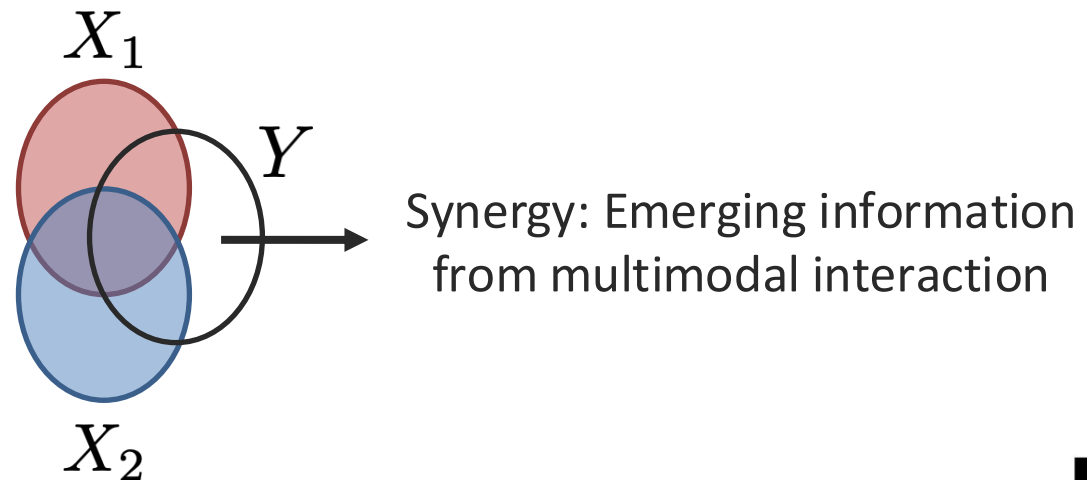 X₁
Y
Synergy: Emerging information
from multimodal interaction
X₂